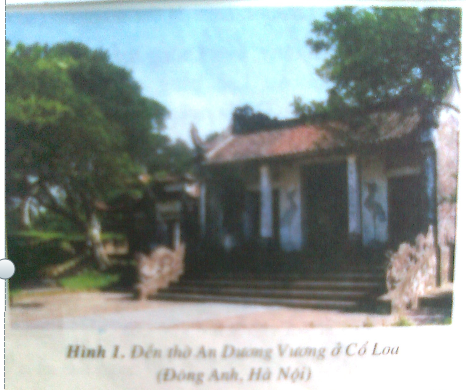 Hình 1. Đền thờ An Dương Vương ở Cổ Loa
(Đông Anh, Hà Nội)